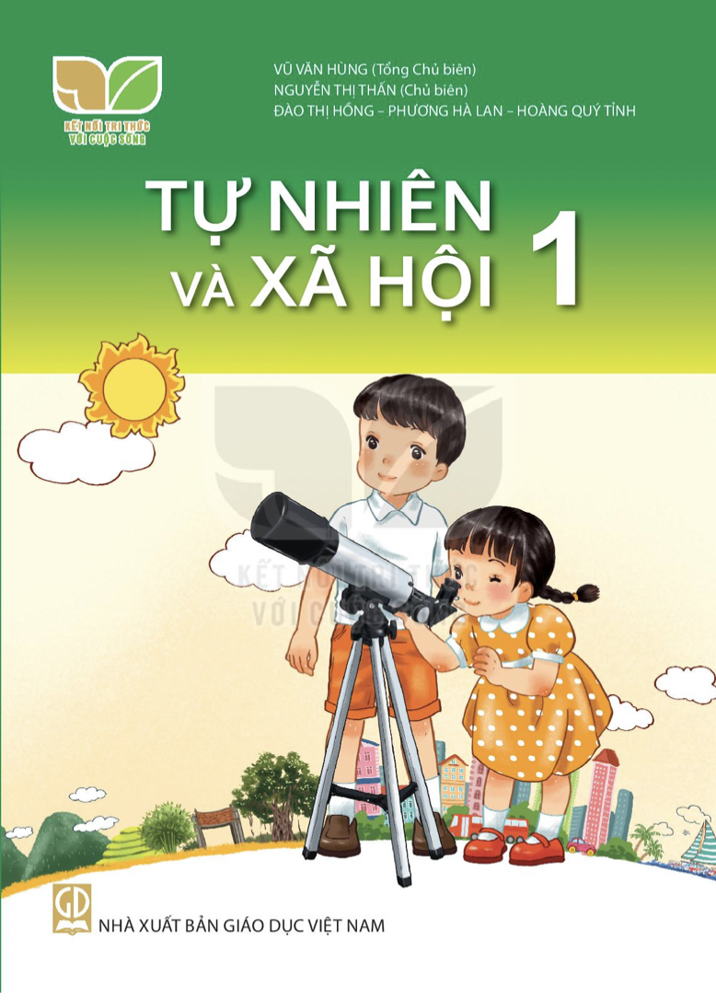 VŨ VĂN HÙNG (Tổng Chủ biên)
NGUYỄN THỊ THẤN (Chủ biên)
ĐÀO THỊ HỒNG – PHƯƠNG HÀ LAN – HOÀNG QUÝ TỈNH
KẾT NỐI TRI THỨC
VỚI CUỘC SỐNG
TỰ NHIÊN
VÀ XÃ HỘI 1
KẾT NỐI TRI THỨC
VỚI CUỘC SỐNG
GD
NHÀ XUẤT BẢN GIÁO DỤC VIỆT NAM